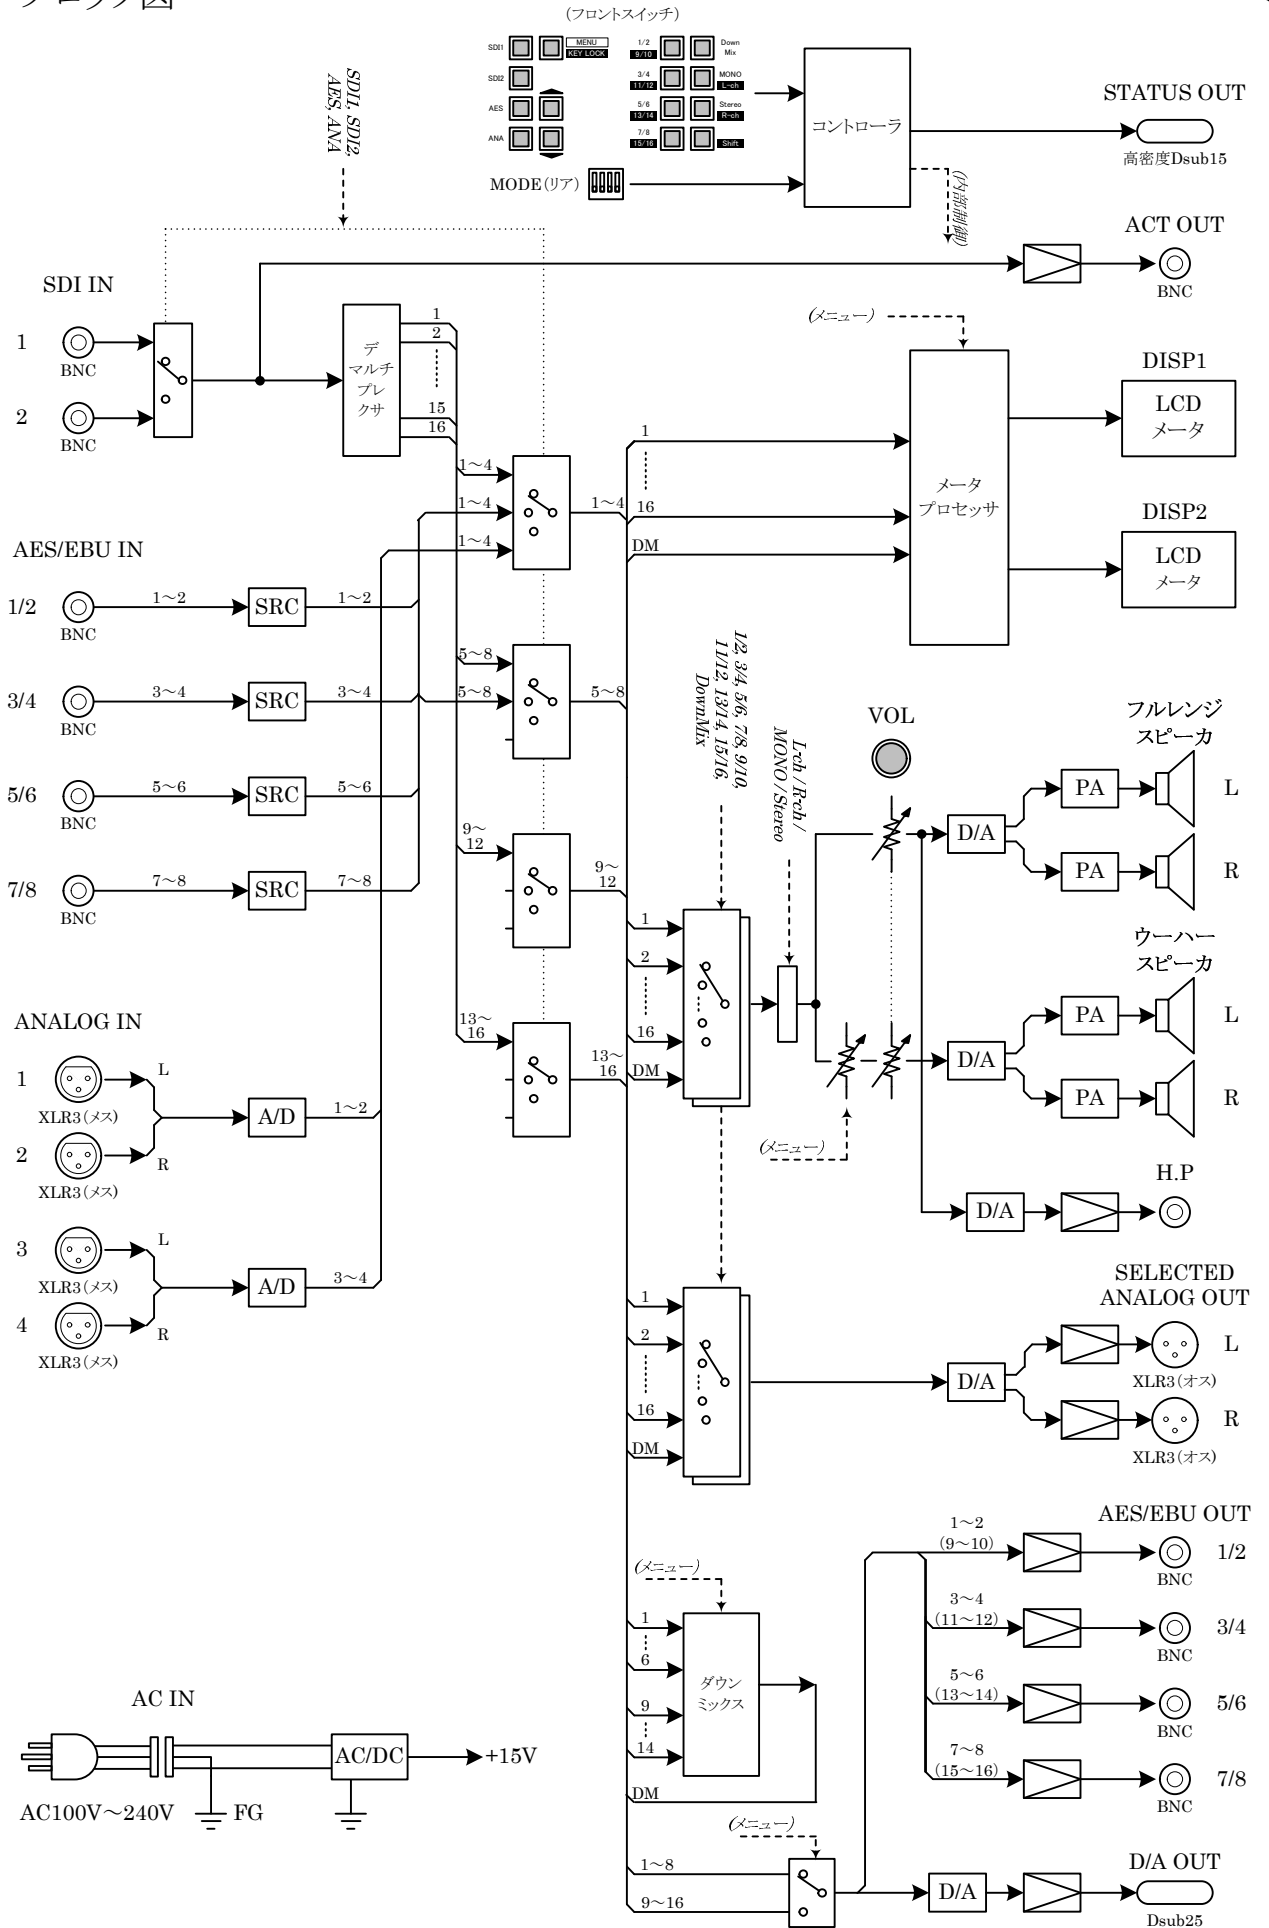 ブロック図
(フロントスイッチ)
SDI1
MENU
KEY LOCK
1/2
9/10
Down
Mix
SDI2
3/4
11/12
MONO
L-ch
AES
5/6
13/14
Stereo
R-ch
ANA
7/8
15/16
Shift
MODE(リア)
コントローラ
(内部制御)
STATUS OUT
高密度Dsub15
SDI1, SDI2,
AES, ANA
ACT OUT
BNC
SDI IN
1
BNC
2
BNC
デ
マルチ
プレ
クサ
1
2
15
16
(メニュー)
メータ
プロセッサ
DISP1
LCD
メータ
DISP2
LCD
メータ
1~4
1~4
1~4
1~4
1
16
DM
AES/EBU IN
1/2
BNC
1~2
SRC
1~2
3/4
BNC
3~4
SRC
3~4
5/6
BNC
5~6
SRC
5~6
7/8
BNC
7~8
SRC
7~8
5~8
5~8
5~8
9~
12
9~
12
13~
16
13~
16
1/2, 3/4, 5/6, 7/8, 9/10,
11/12, 13/14, 15/16,
DownMix
L-ch / R-ch /
MONO / Stereo
VOL
1
2
16
DM
(メニュー)
D/A
PA
PA
フルレンジ
スピーカ
L
R
D/A
PA
PA
ウーハー
スピーカ
L
R
D/A
H.P
ANALOG IN
1
XLR3(メス)
L
2
XLR3(メス)
R
A/D
1~2
3
XLR3(メス)
L
4
XLR3(メス)
R
A/D
3~4
1
2
16
DM
D/A
SELECTED
ANALOG OUT
L
XLR3(オス)
R
XLR3(オス)
(メニュー)
1
6
9
14
DM
ダウン
ミックス
AES/EBU OUT
1~2
(9~10)
1/2
BNC
3~4
(11~12)
3/4
BNC
5~6
(13~14)
5/6
BNC
7~8
(15~16)
7/8
BNC
(メニュー)
1~8
9~16
D/A
D/A OUT
Dsub25
AC IN
AC/DC
+15V
AC100V~240V
FG